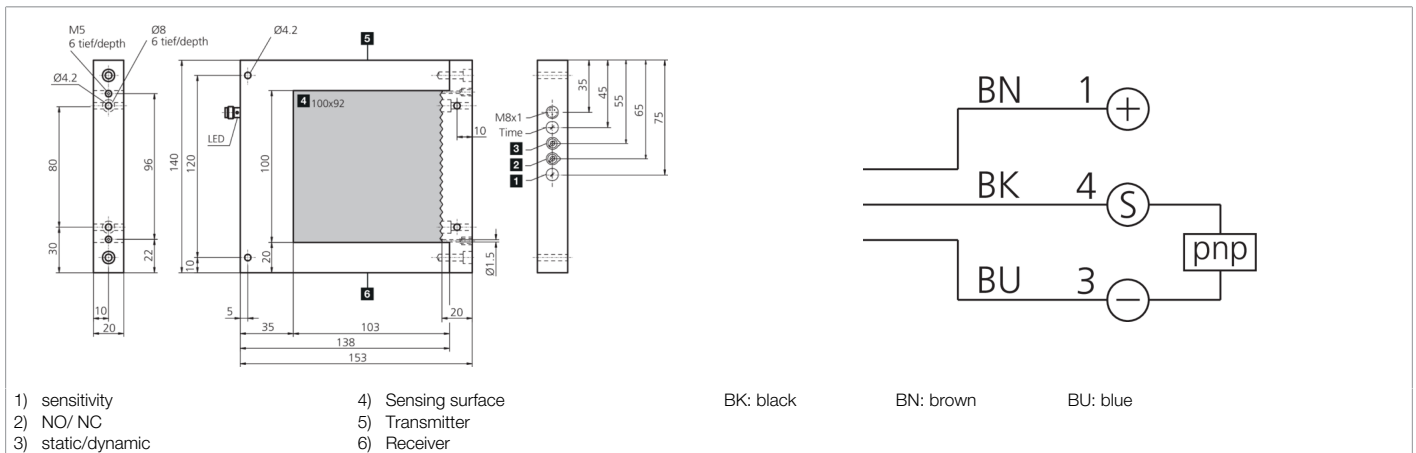 M5
6 tief/depth
Ø8
6 tief/depth
Ø4.2
80
30
96
22
10
20
Ø4.2
5
4 100x92
LED
140
120
100
10
20
10
Ø1.5
6
5
35
103
20
138
153
35
45
55
65
75
M8x1
Time
3
2
1
BN 1 +
BK 4 S
pnp
BU 3 −
1) sensitivity
2) NO/ NC
3) static/dynamic
4) Sensing surface
5) Transmitter
6) Receiver
BK: black BN: brown BU: blue